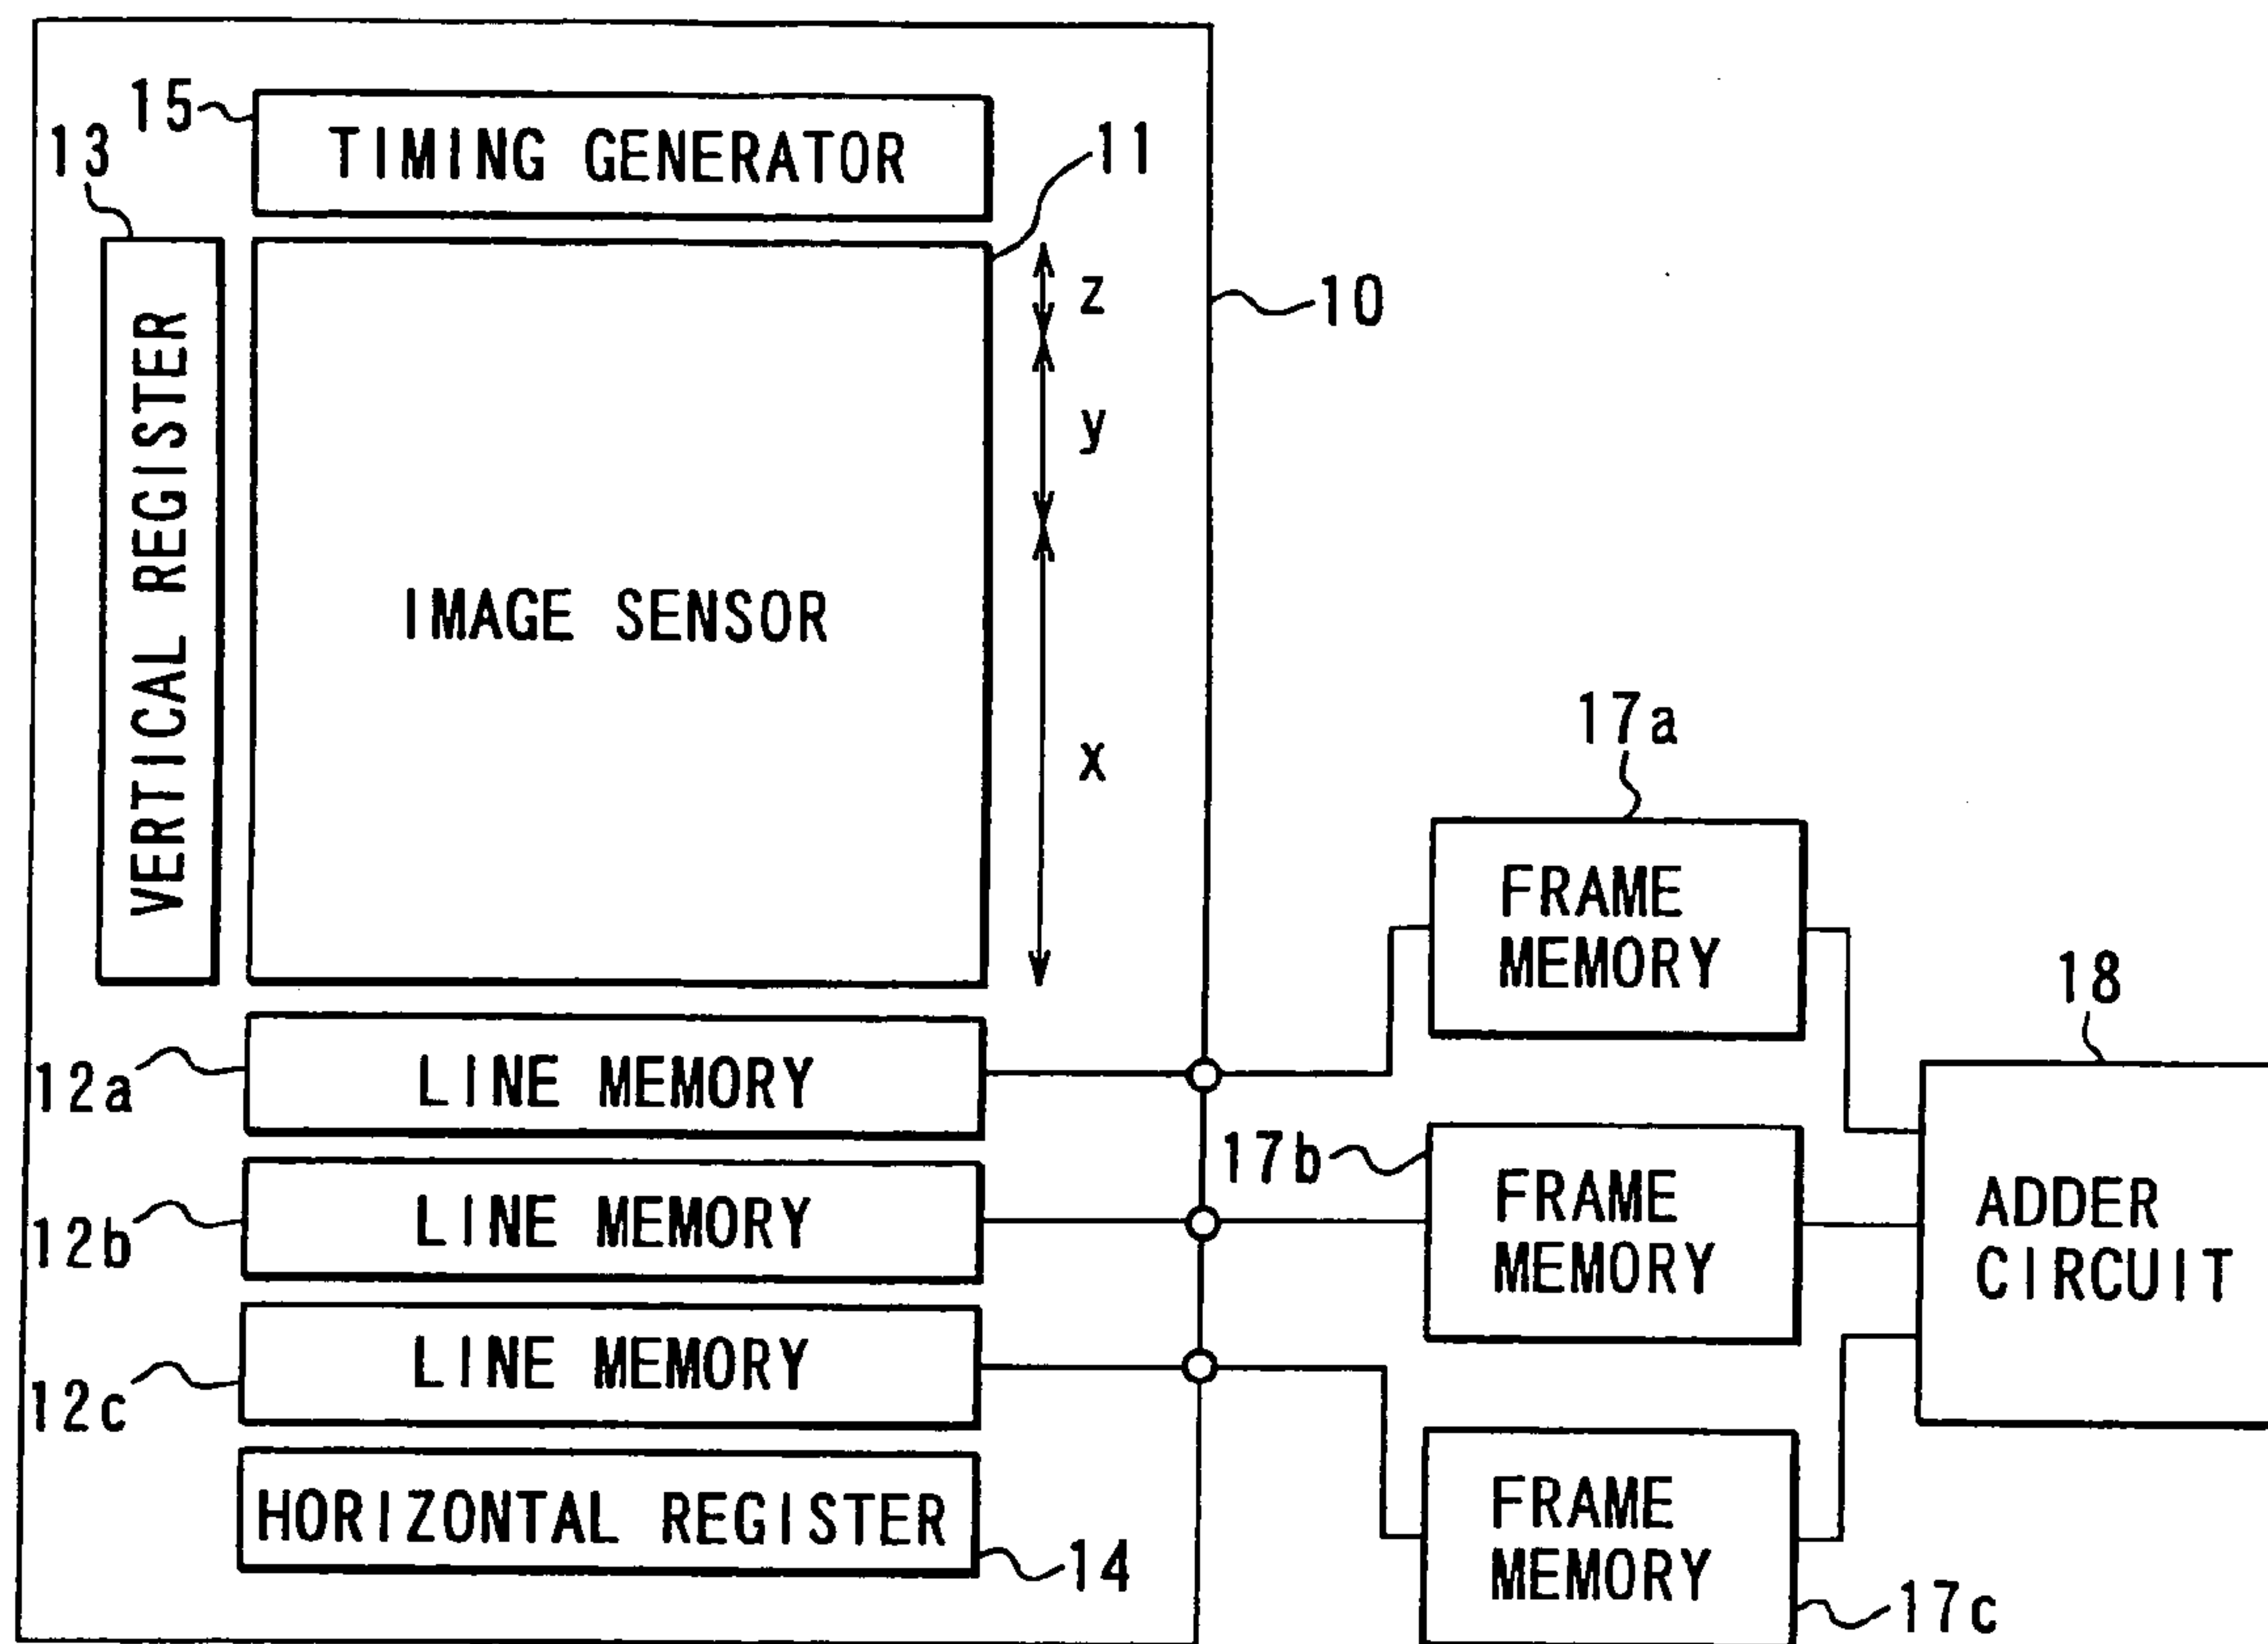 15
TIMING GENERATOR
13
11
VERTICAL REGISTER
z
10
y
IMAGE SENSOR
x
17a
FRAME
MEMORY
18
12a
LINE MEMORY
17b
FRAME
MEMORY
ADDER
CIRCUIT
12b
LINE MEMORY
12c
LINE MEMORY
HORIZONTAL REGISTER
14
FRAME
MEMORY
17c